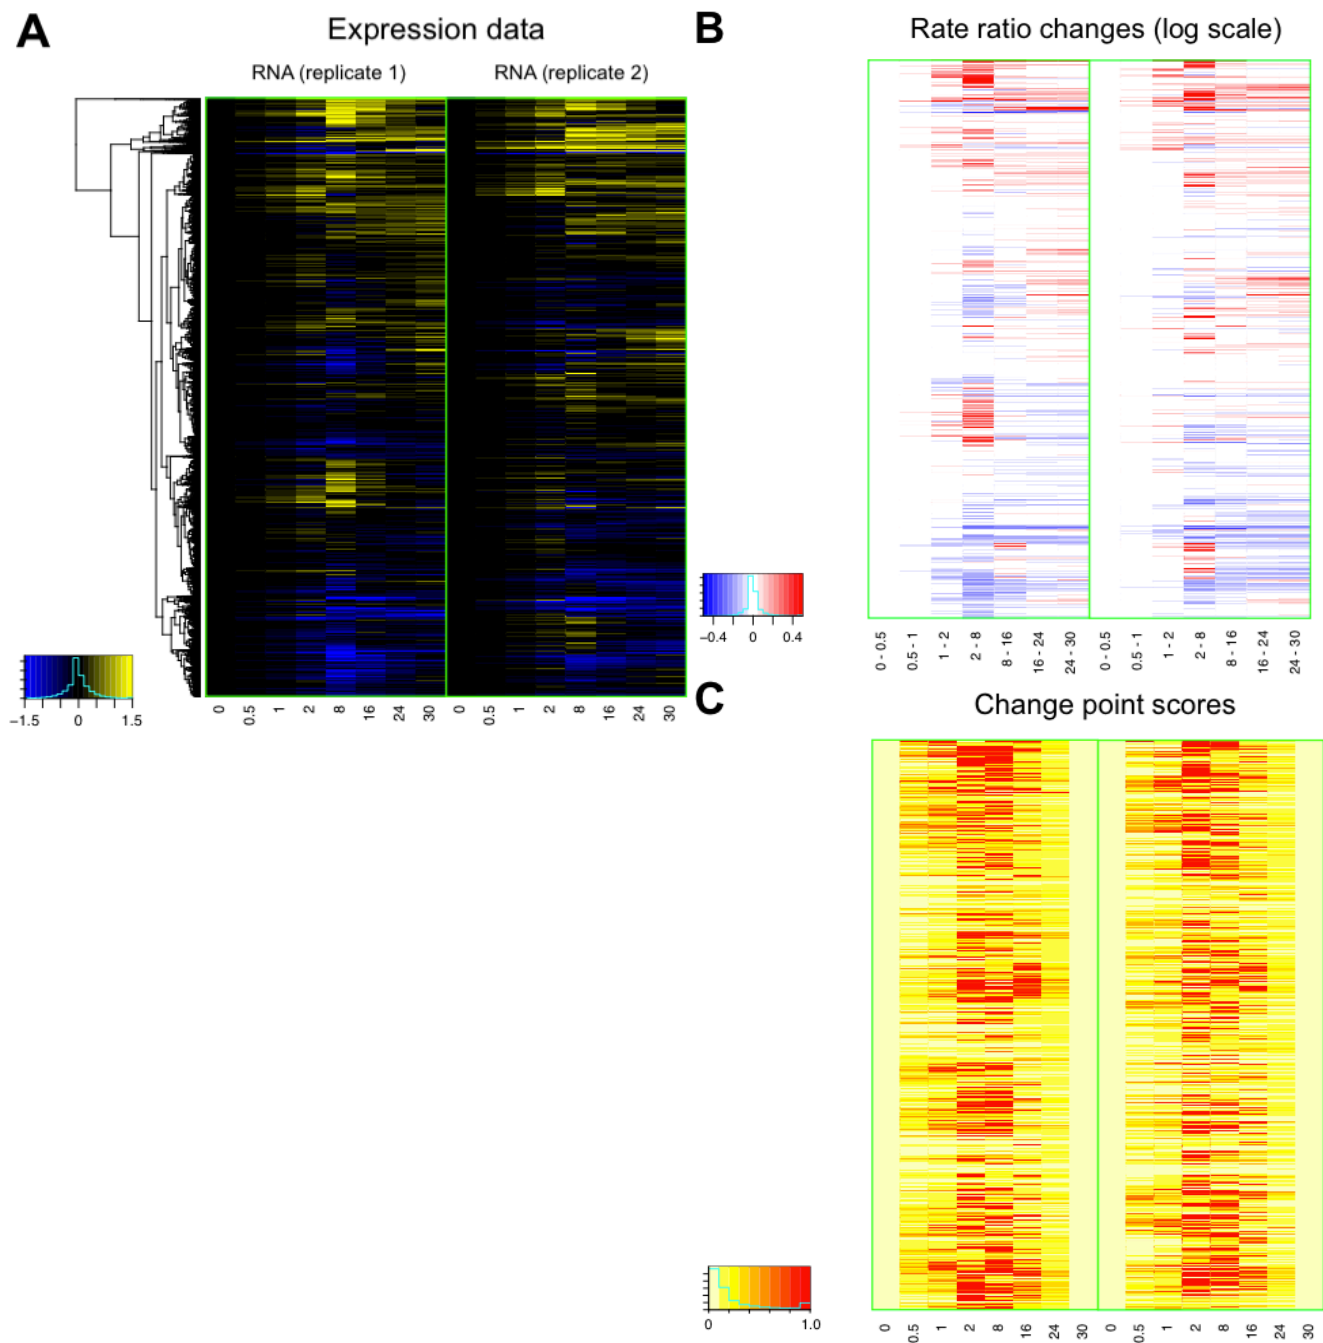 A
Expression data
RNA (replicate 1)
RNA (replicate 2)
−1.5 0 1.5
0 0.5 1 2 8 16 24 30 0 0.5 1 2 8 16 24 30
B
Rate ratio changes (log scale)
−0.4 0 0.4
0 - 0.5 0.5 - 1 1 - 2 2 - 8 8 - 16 16 - 24 24 - 30 0 - 0.5 0.5 - 1 1 - 2 2 - 8 8 - 16 16 - 24 24 - 30
C
Change point scores
0 1.0
0 0.5 1 2 8 16 24 30 0 0.5 1 2 8 16 24 30